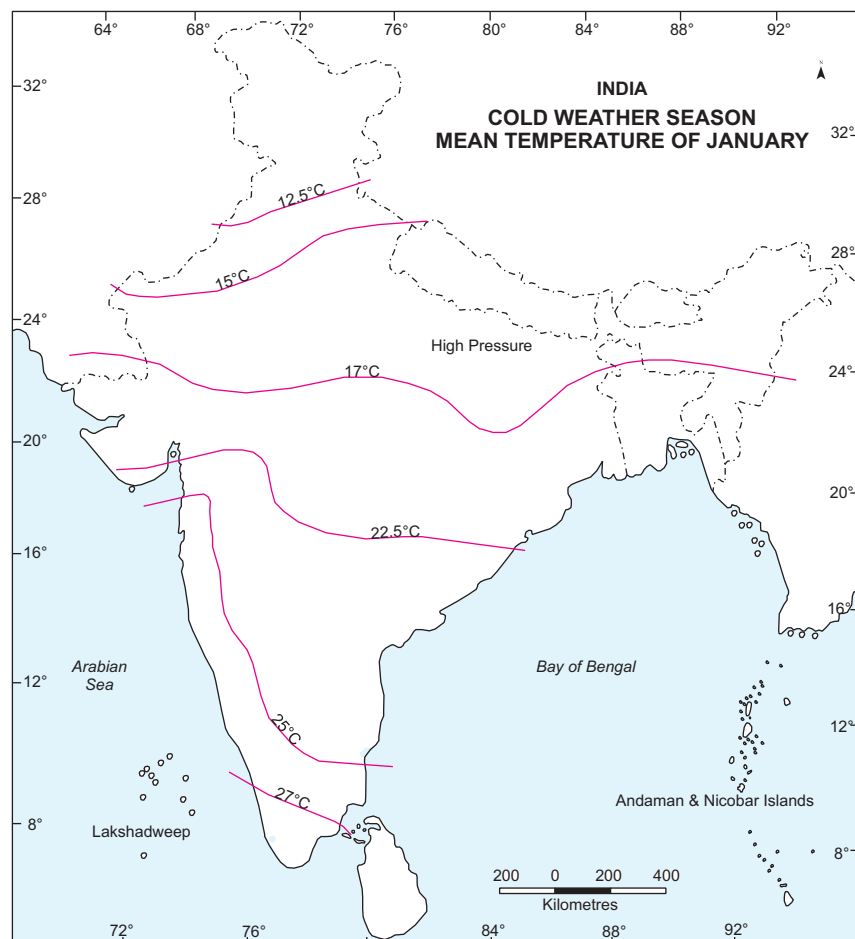 64° 68° 72° 76° 80° 84° 88° 92°
INDIA
COLD WEATHER SEASON
MEAN TEMPERATURE OF JANUARY
N
32°
32°
28°
12.5°C
28°
15°C
24°
High Pressure
17°C
24°
20°
20°
22.5°C
16°
16°
Arabian
Sea
Bay of Bengal
12°
25°C
12°
27°C
Andaman & Nicobar Islands
8°
Lakshadweep
8°
200 0 200 400
Kilometres
72° 76° 84° 88° 92°